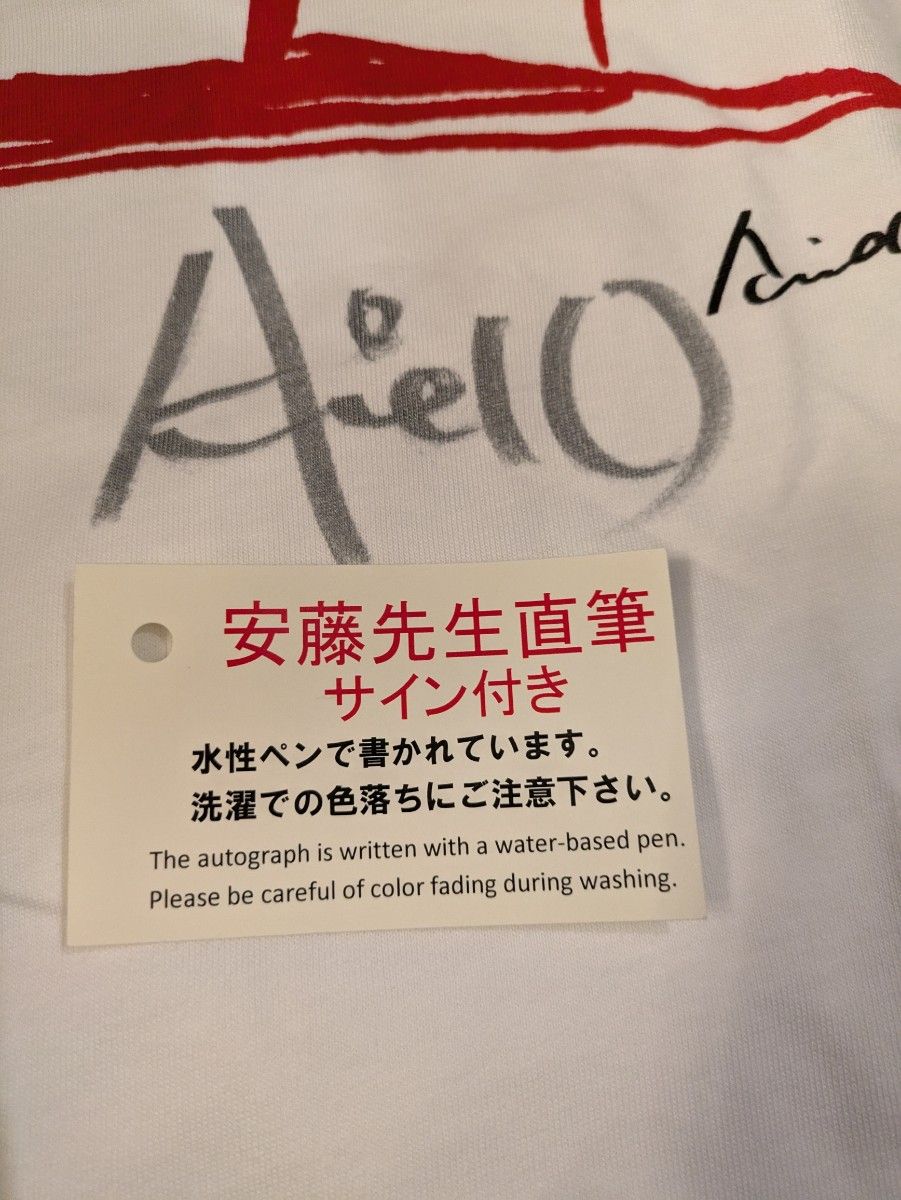 安藤先生直筆
サイン付き
水性ペンで書かれています。
洗濯での色落ちにご注意下さい。
The autograph is written with a water-based pen.
Please be careful of color fading during washing.